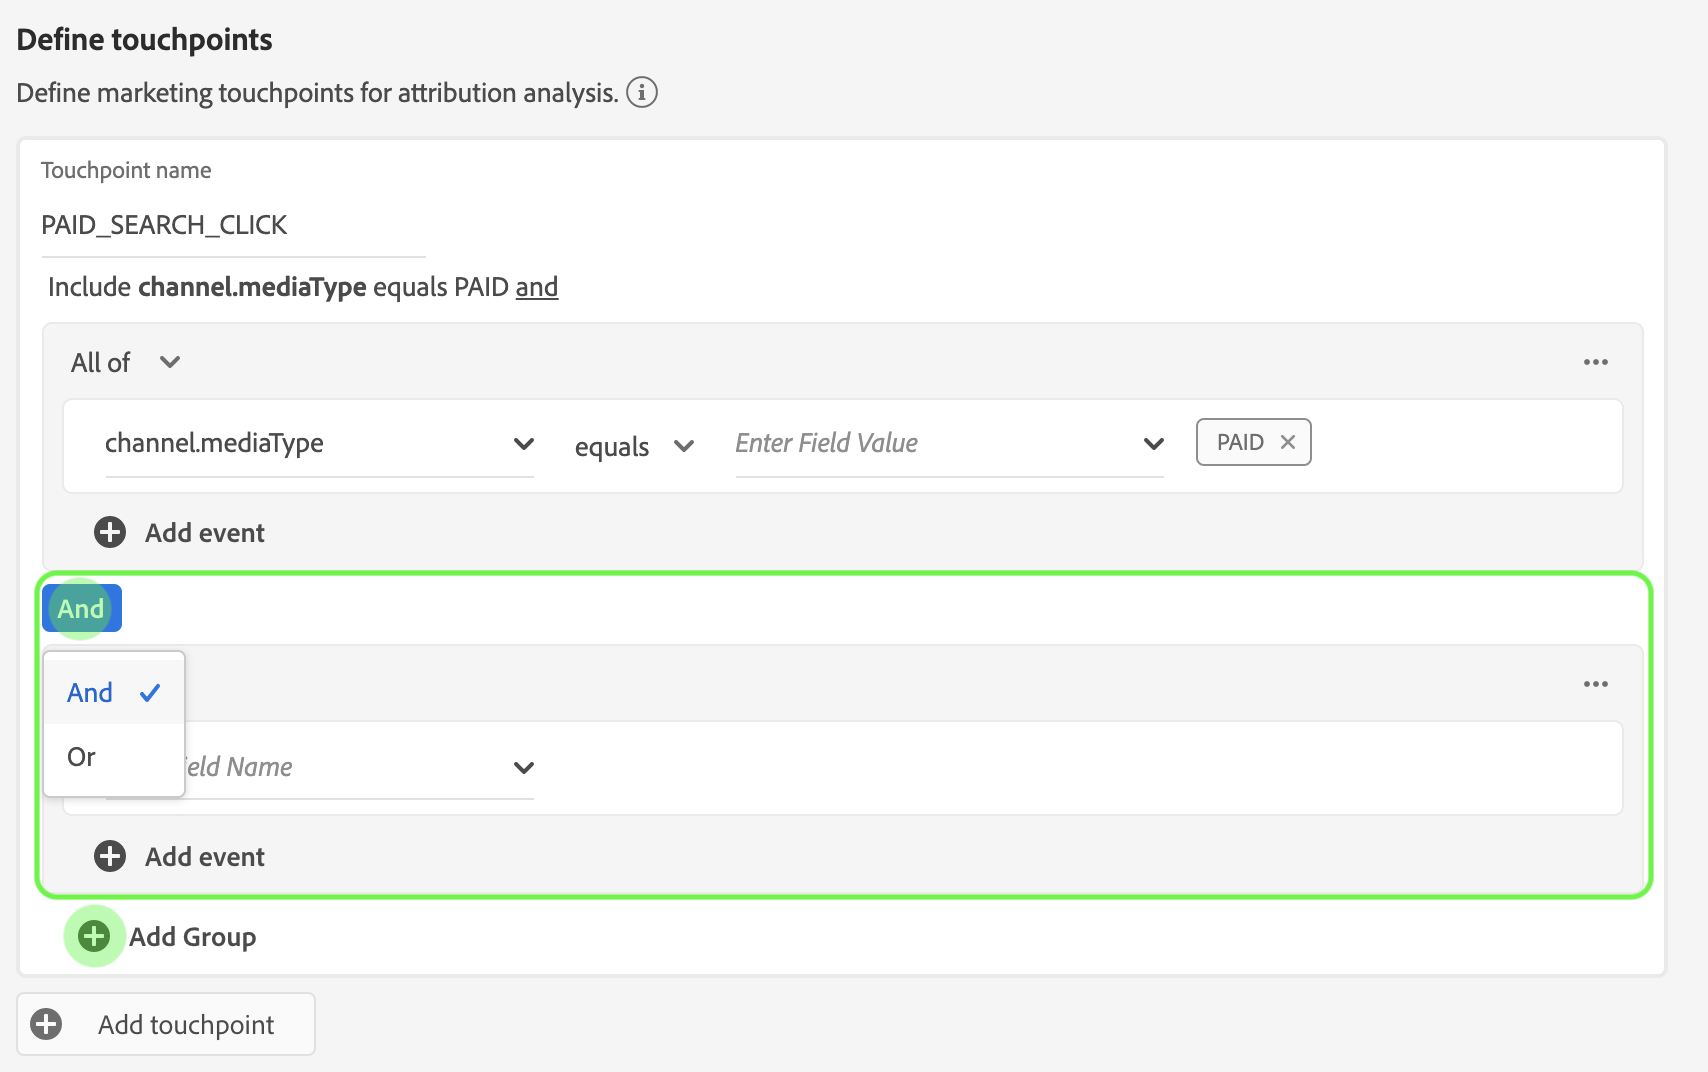 Define touchpoints
Define marketing touchpoints for attribution analysis.
Touchpoint name
PAID_SEARCH_CLICK
Include channel.mediaType equals PAID and
All of
channel.mediaType equals Enter Field Value PAID
Add event
And
And
Or
ield Name
Add event
Add Group
Add touchpoint